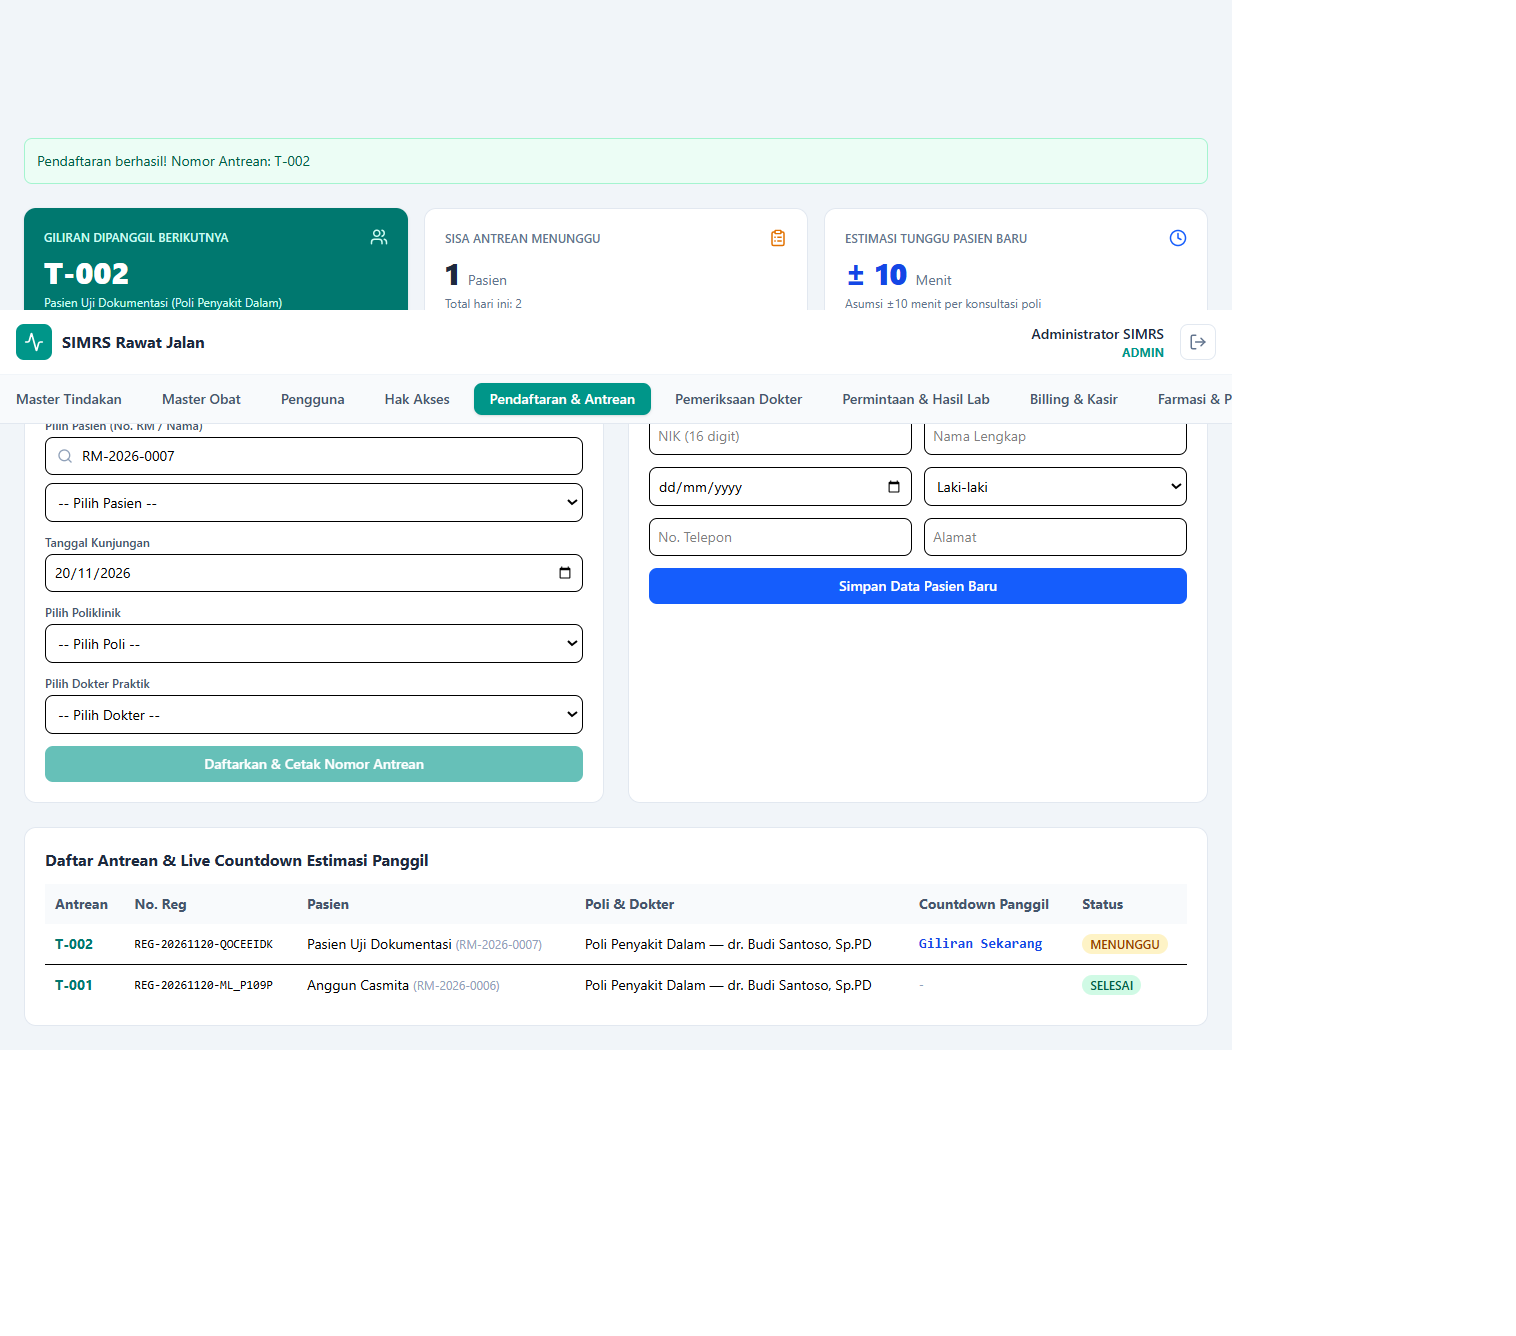 Pendaftaran berhasil! Nomor Antrean: T-002
GILIRAN DIPANGGIL BERIKUTNYA
T-002
Pasien Uji Dokumentasi (Poli Penyakit Dalam)
SISA ANTREAN MENUNGGU
1 Pasien
Total hari ini: 2
ESTIMASI TUNGGU PASIEN BARU
± 10 Menit
Asumsi ±10 menit per konsultasi poli
SIMRS Rawat Jalan
Administrator SIMRS
ADMIN
Master Tindakan
Master Obat
Pengguna
Hak Akses
Pendaftaran & Antrean
Pemeriksaan Dokter
Permintaan & Hasil Lab
Billing & Kasir
Farmasi & P
Pilih Pasien (No. RM / Nama)
RM-2026-0007
-- Pilih Pasien --
Tanggal Kunjungan
20/11/2026
Pilih Poliklinik
-- Pilih Poli --
Pilih Dokter Praktik
-- Pilih Dokter --
Daftarkan & Cetak Nomor Antrean
NIK (16 digit)
Nama Lengkap
dd/mm/yyyy
Laki-laki
No. Telepon
Alamat
Simpan Data Pasien Baru
Daftar Antrean & Live Countdown Estimasi Panggil
Antrean No. Reg Pasien Poli & Dokter Countdown Panggil Status
T-002 REG-20261120-QOCEEIDK Pasien Uji Dokumentasi (RM-2026-0007) Poli Penyakit Dalam — dr. Budi Santoso, Sp.PD Giliran Sekarang MENUNGGU
T-001 REG-20261120-ML_P109P Anggun Casmita (RM-2026-0006) Poli Penyakit Dalam — dr. Budi Santoso, Sp.PD - SELESAI